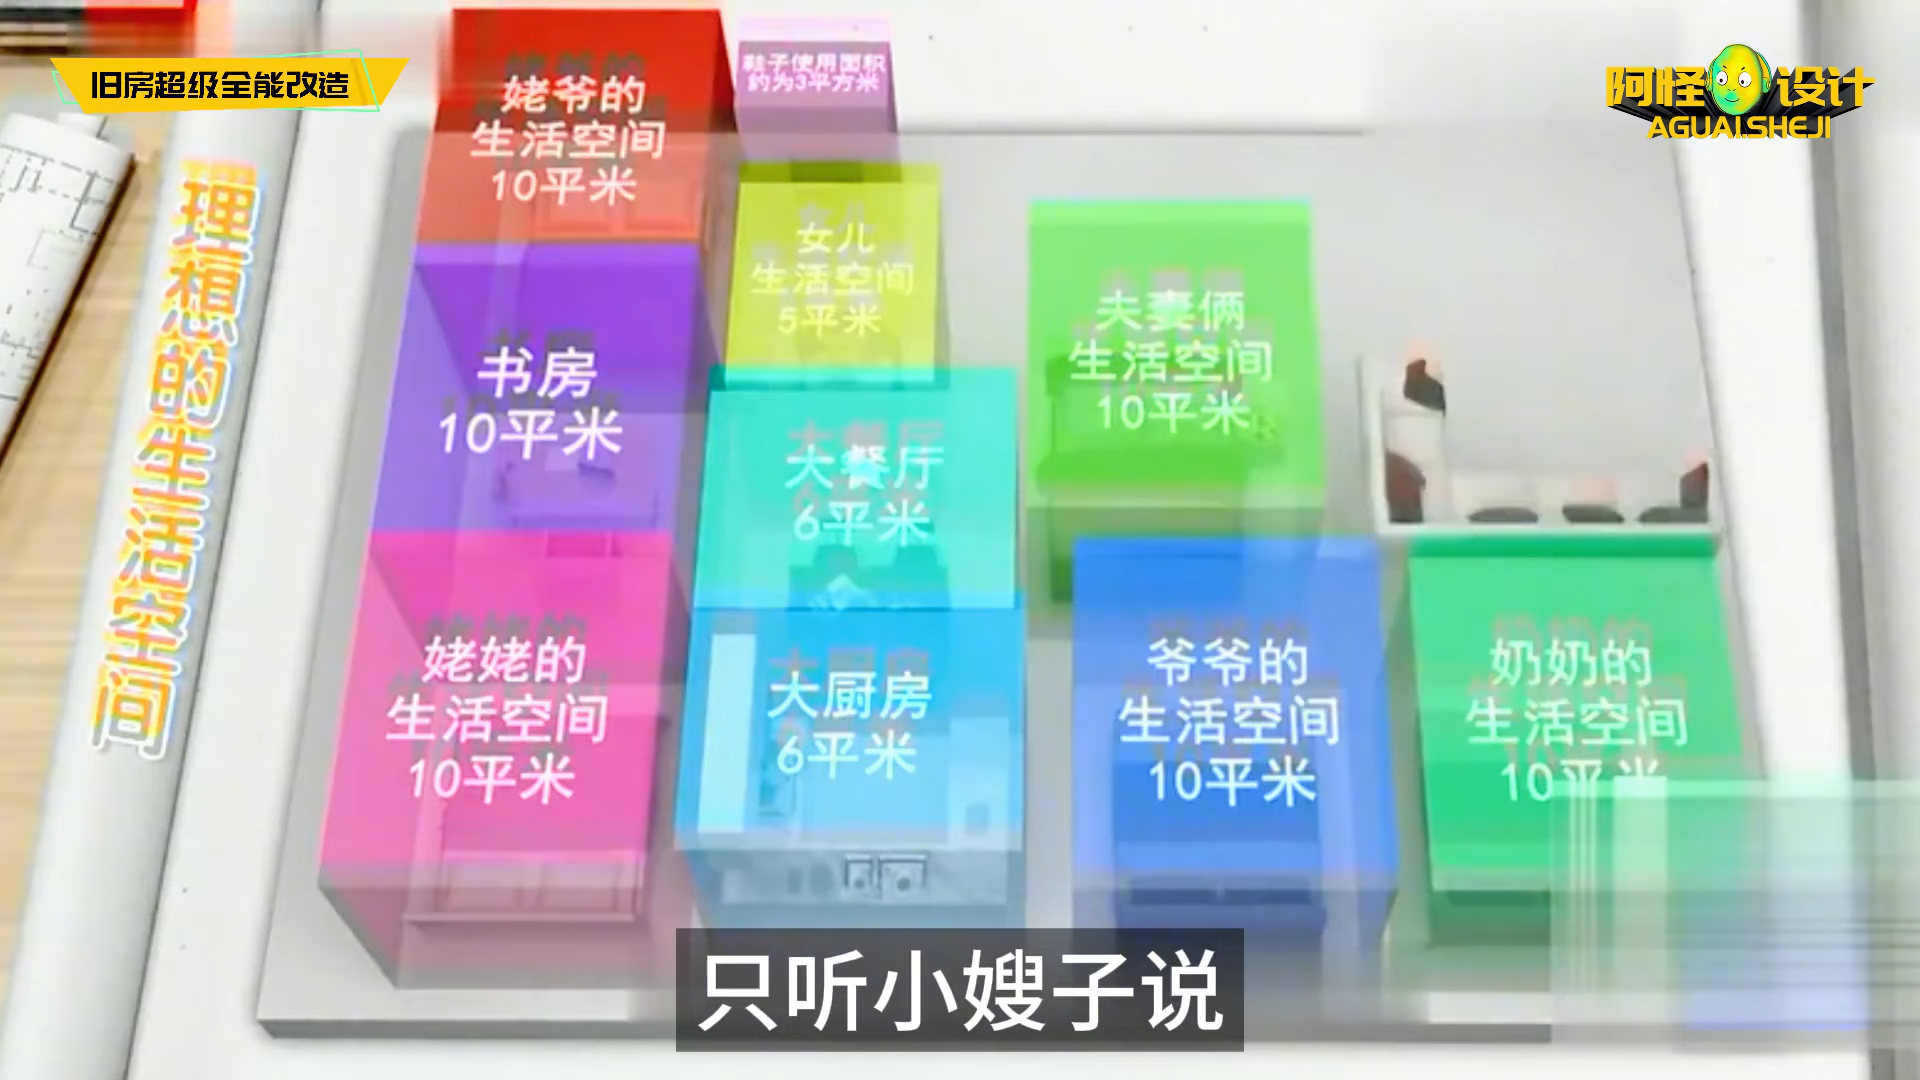 旧房超级全能改造
阿怪设计
AGUAI.SHEJI
理想的生活空间
姥爷的
生活空间
10平米
鞋子使用面积
约为3平方米
女儿
生活空间
5平米
夫妻俩
生活空间
10平米
书房
10平米
大餐厅
6平米
姥姥的
生活空间
10平米
大厨房
6平米
爷爷的
生活空间
10平米
奶奶的
生活空间
10平米
只听小嫂子说